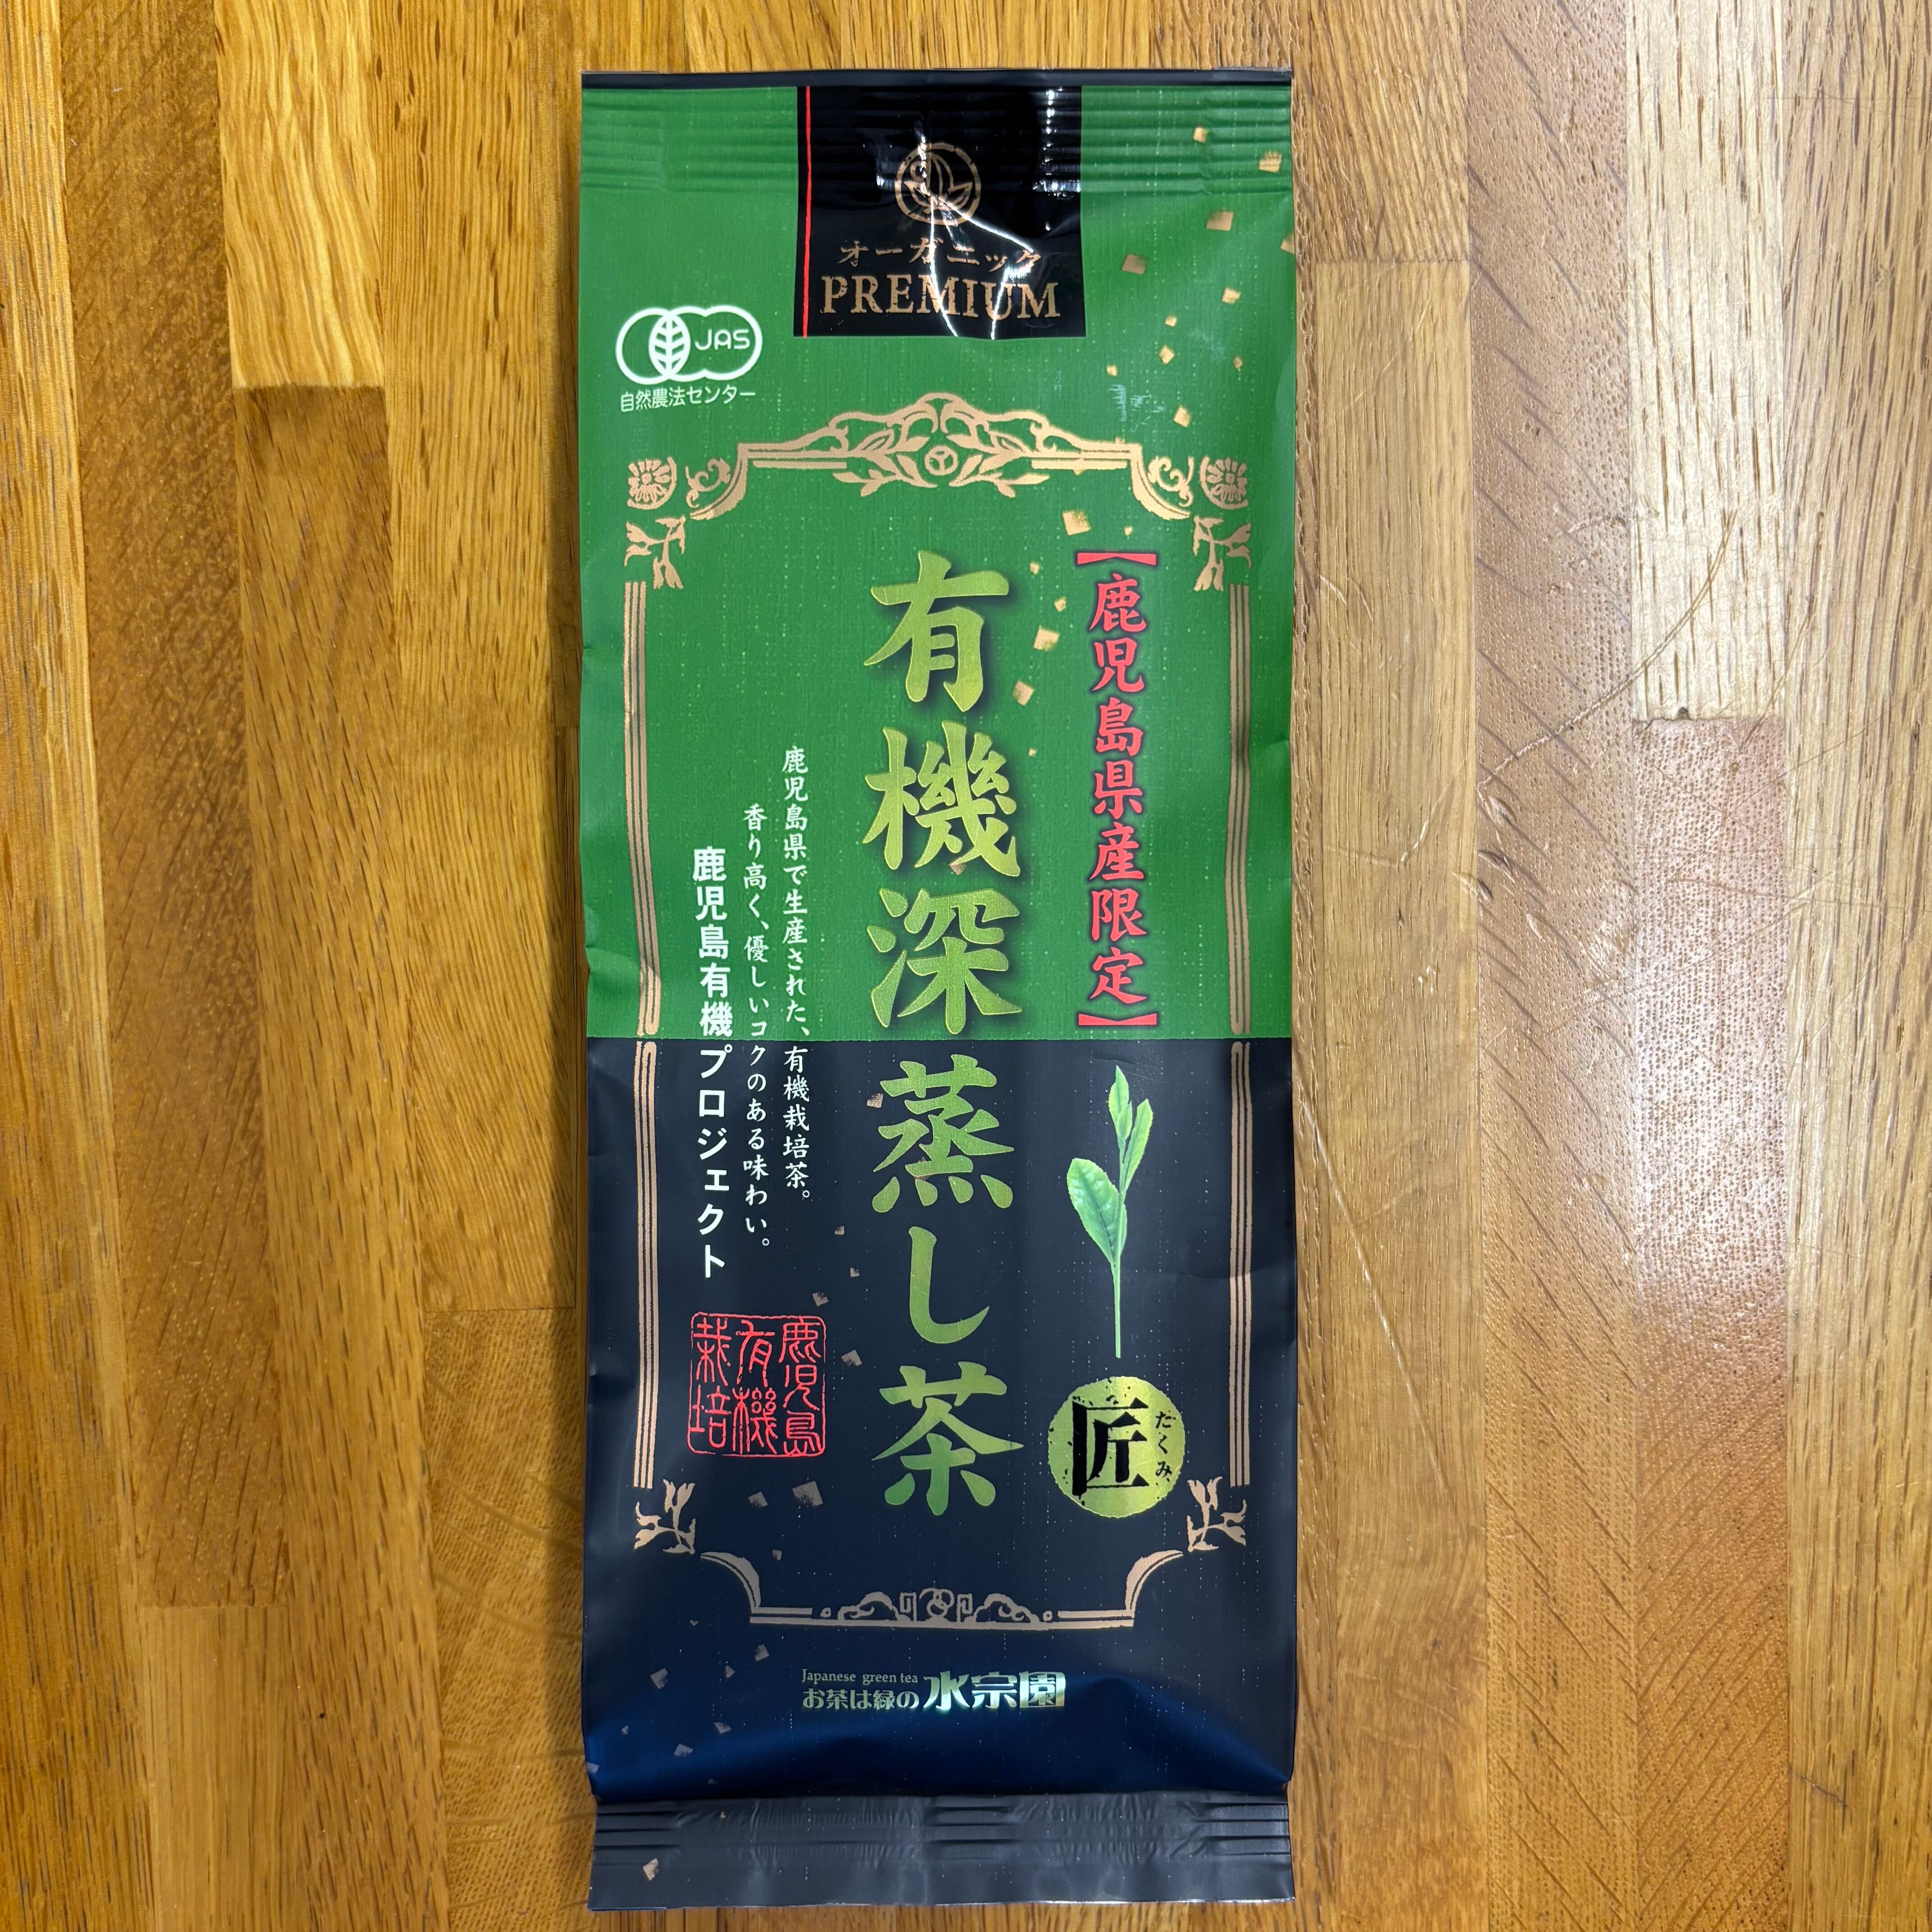 オーガニック
PREMIUM
JAS
自然農法センター
【鹿児島県産限定】
有機深蒸し茶
鹿児島県で生産された、有機栽培茶。
香り高く、優しいコクのある味わい。
鹿児島有機プロジェクト
鹿児島
有機
栽培
匠
たくみ
Japanese green tea
お茶は緑の水宗園